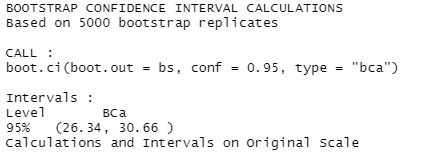 BOOTSTRAP CONFIDENCE INTERVAL CALCULATIONS
Based on 5000 bootstrap replicates
CALL :
boot.ci(boot.out = bs, conf = 0.95, type = "bca")
Intervals :
Level       BCa
95%   (26.34, 30.66 )
Calculations and Intervals on Original Scale